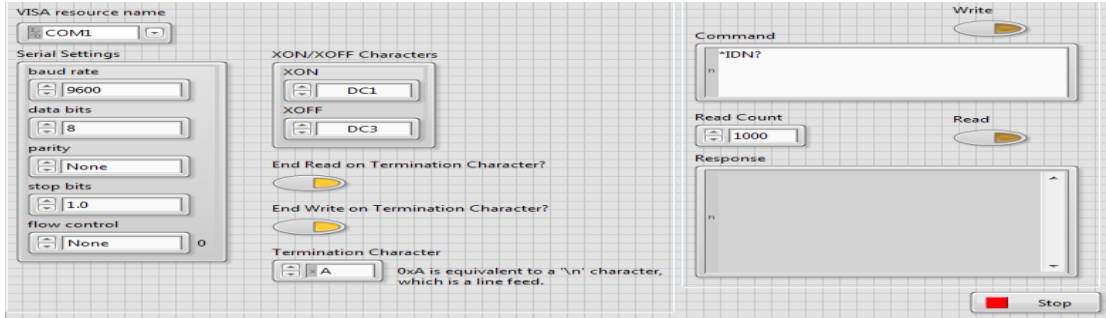 VISA resource name
COM1
Serial Settings
baud rate
9600
data bits
8
parity
None
stop bits
1.0
flow control
None 0
XON/XOFF Characters
XON
DC1
XOFF
DC3
End Read on Termination Character?
End Write on Termination Character?
Termination Character
x A
0xA is equivalent to a '\n' character,
which is a line feed.
Write
Command
n
*IDN?
Read Count
1000
Read
Response
n
Stop